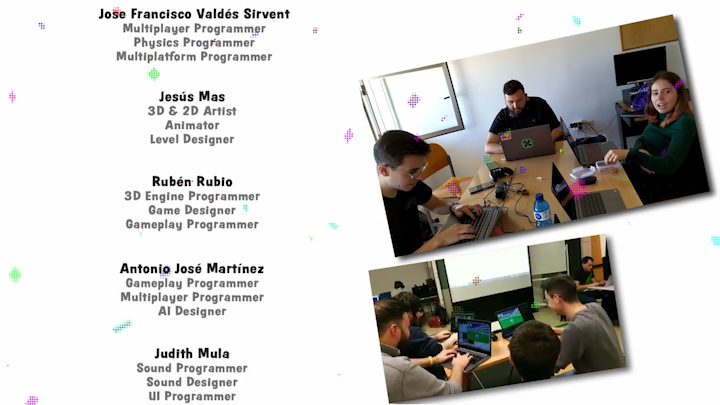 Jose Francisco Valdés Sirvent
Multiplayer Programmer
Physics Programmer
Multiplatform Programmer
Jesús Mas
3D & 2D Artist
Animator
Level Designer
Rubén Rubio
3D Engine Programmer
Game Designer
Gameplay Programmer
Antonio José Martínez
Gameplay Programmer
Multiplayer Programmer
AI Designer
Judith Mula
Sound Programmer
Sound Designer
UI Programmer